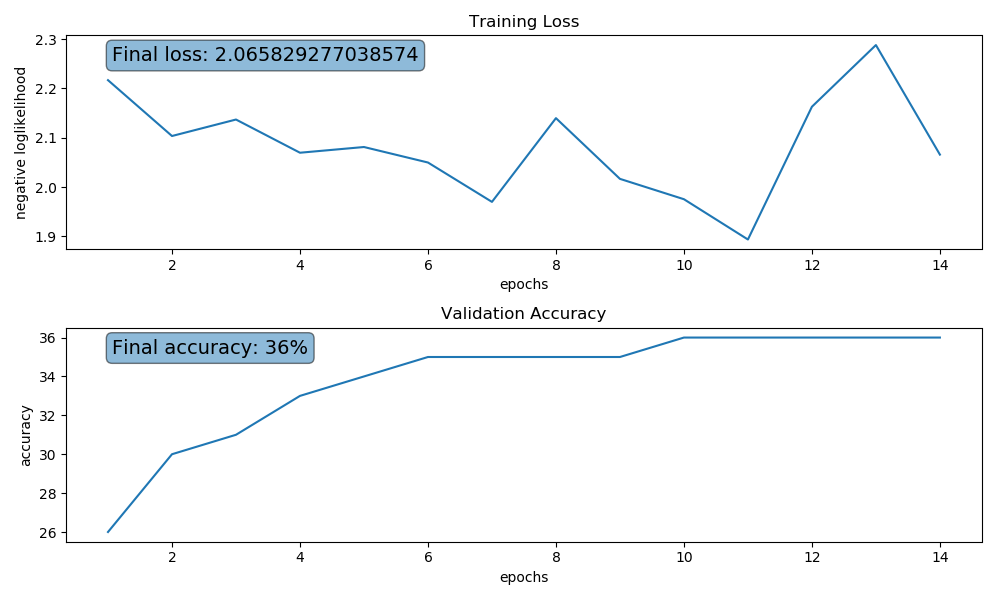 Training Loss
Final loss: 2.065829277038574
negative loglikelihood
2.3
2.2
2.1
2.0
1.9
2 4 6 8 10 12 14
epochs
Validation Accuracy
Final accuracy: 36%
accuracy
36
34
32
30
28
26
2 4 6 8 10 12 14
epochs